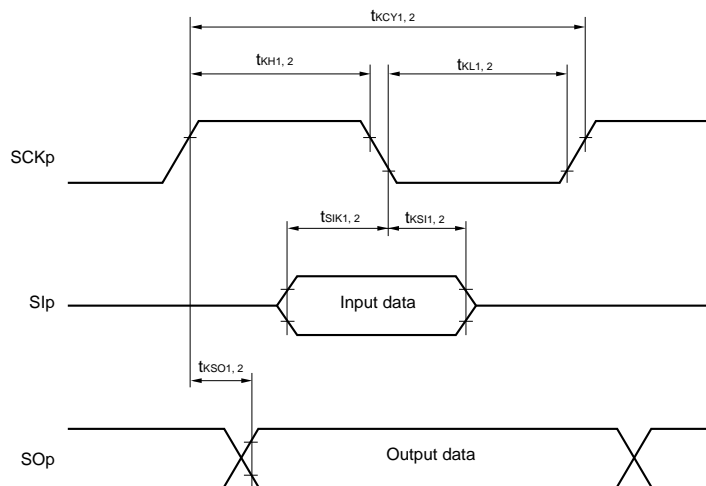 tKCY1, 2
tKH1, 2
tKL1, 2
SCKp
tSIK1, 2
tKSI1, 2
SIp
Input data
tKSO1, 2
SOp
Output data